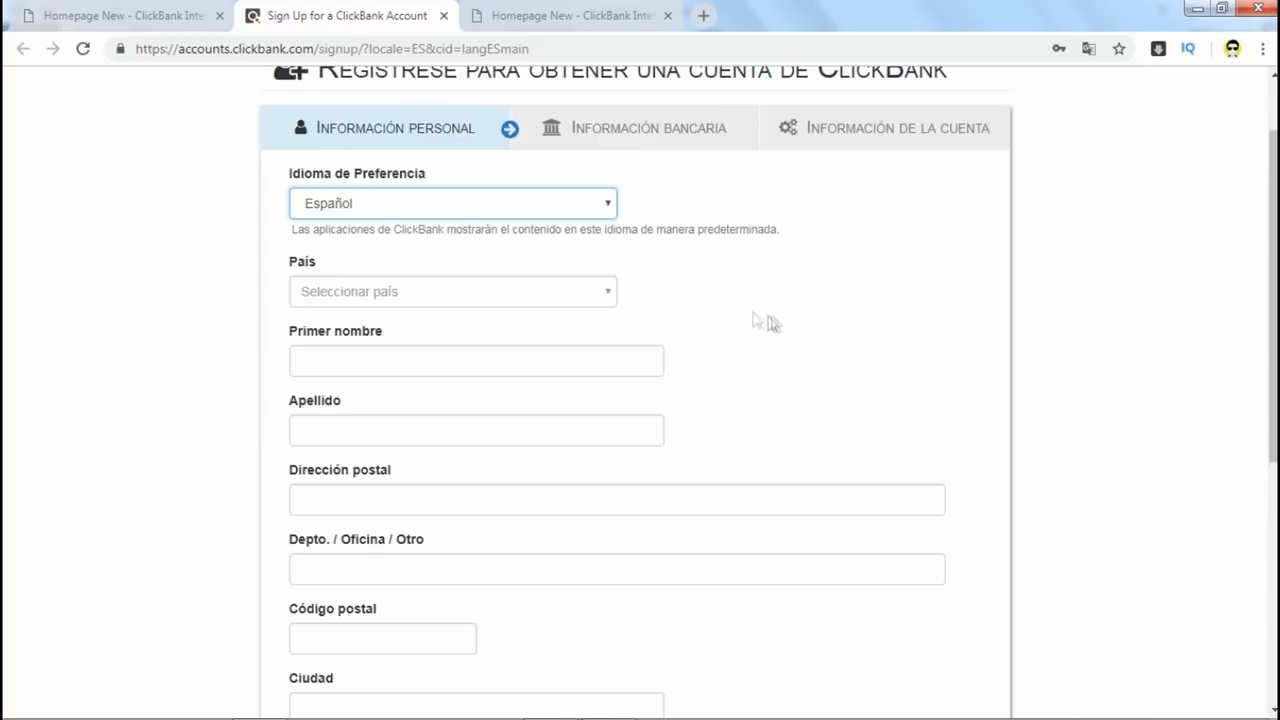 Homepage New - ClickBank Inte
Sign Up for a ClickBank Account
Homepage New - ClickBank Inte
https://accounts.clickbank.com/signup/?locale=ES&cid=langESmain
IQ
Regístrese para obtener una cuenta de ClickBank
Información personal
Información bancaria
Información de la cuenta
Idioma de Preferencia
Español
Las aplicaciones de ClickBank mostrarán el contenido en este idioma de manera predeterminada.
País
Seleccionar país
Primer nombre
Apellido
Dirección postal
Depto. / Oficina / Otro
Código postal
Ciudad